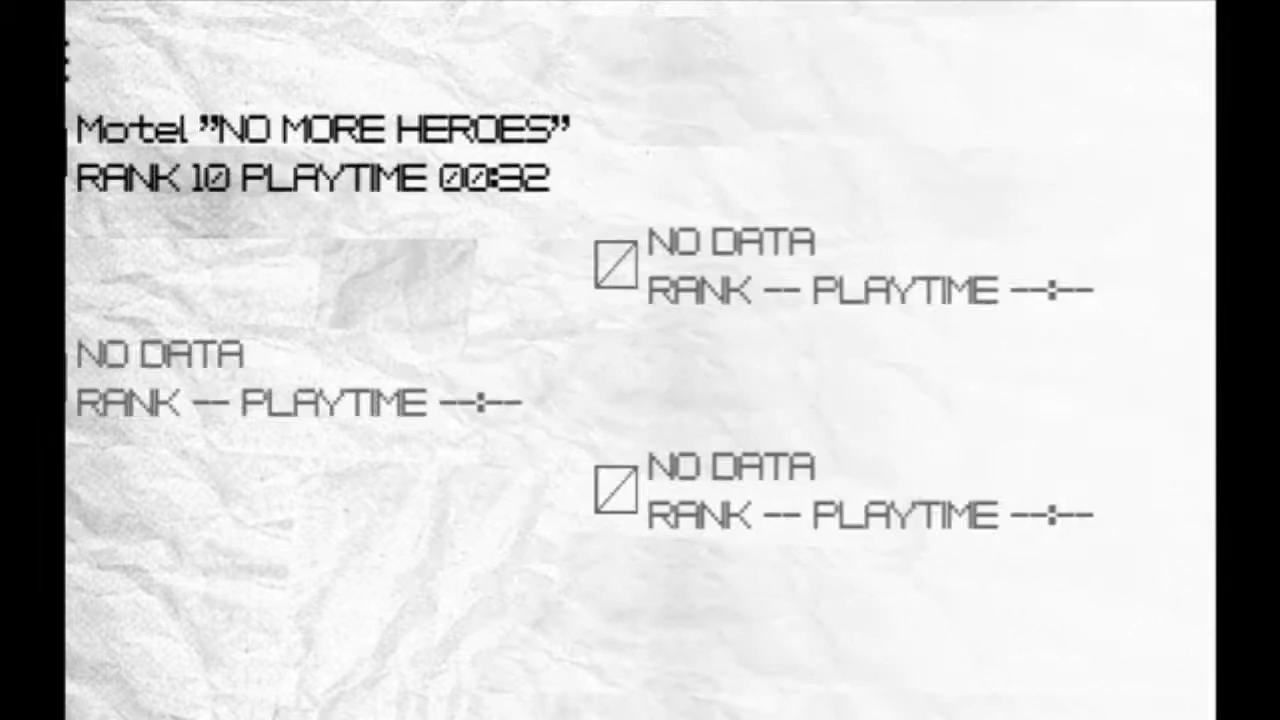 Motel "NO MORE HEROES"
RANK 10 PLAYTIME 00:32
NO DATA
RANK -- PLAYTIME --:--
NO DATA
RANK -- PLAYTIME --:--
NO DATA
RANK -- PLAYTIME --:--